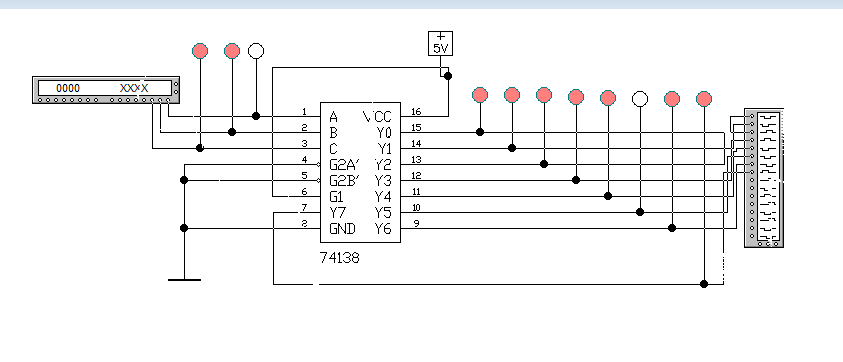 +
5V
0000 XXXX
1 A VCC 16
2 B Y0 15
3 C Y1 14
4 G2A' Y2 13
5 G2B' Y3 12
6 G1 Y4 11
7 Y7 Y5 10
8 GND Y6 9
74138